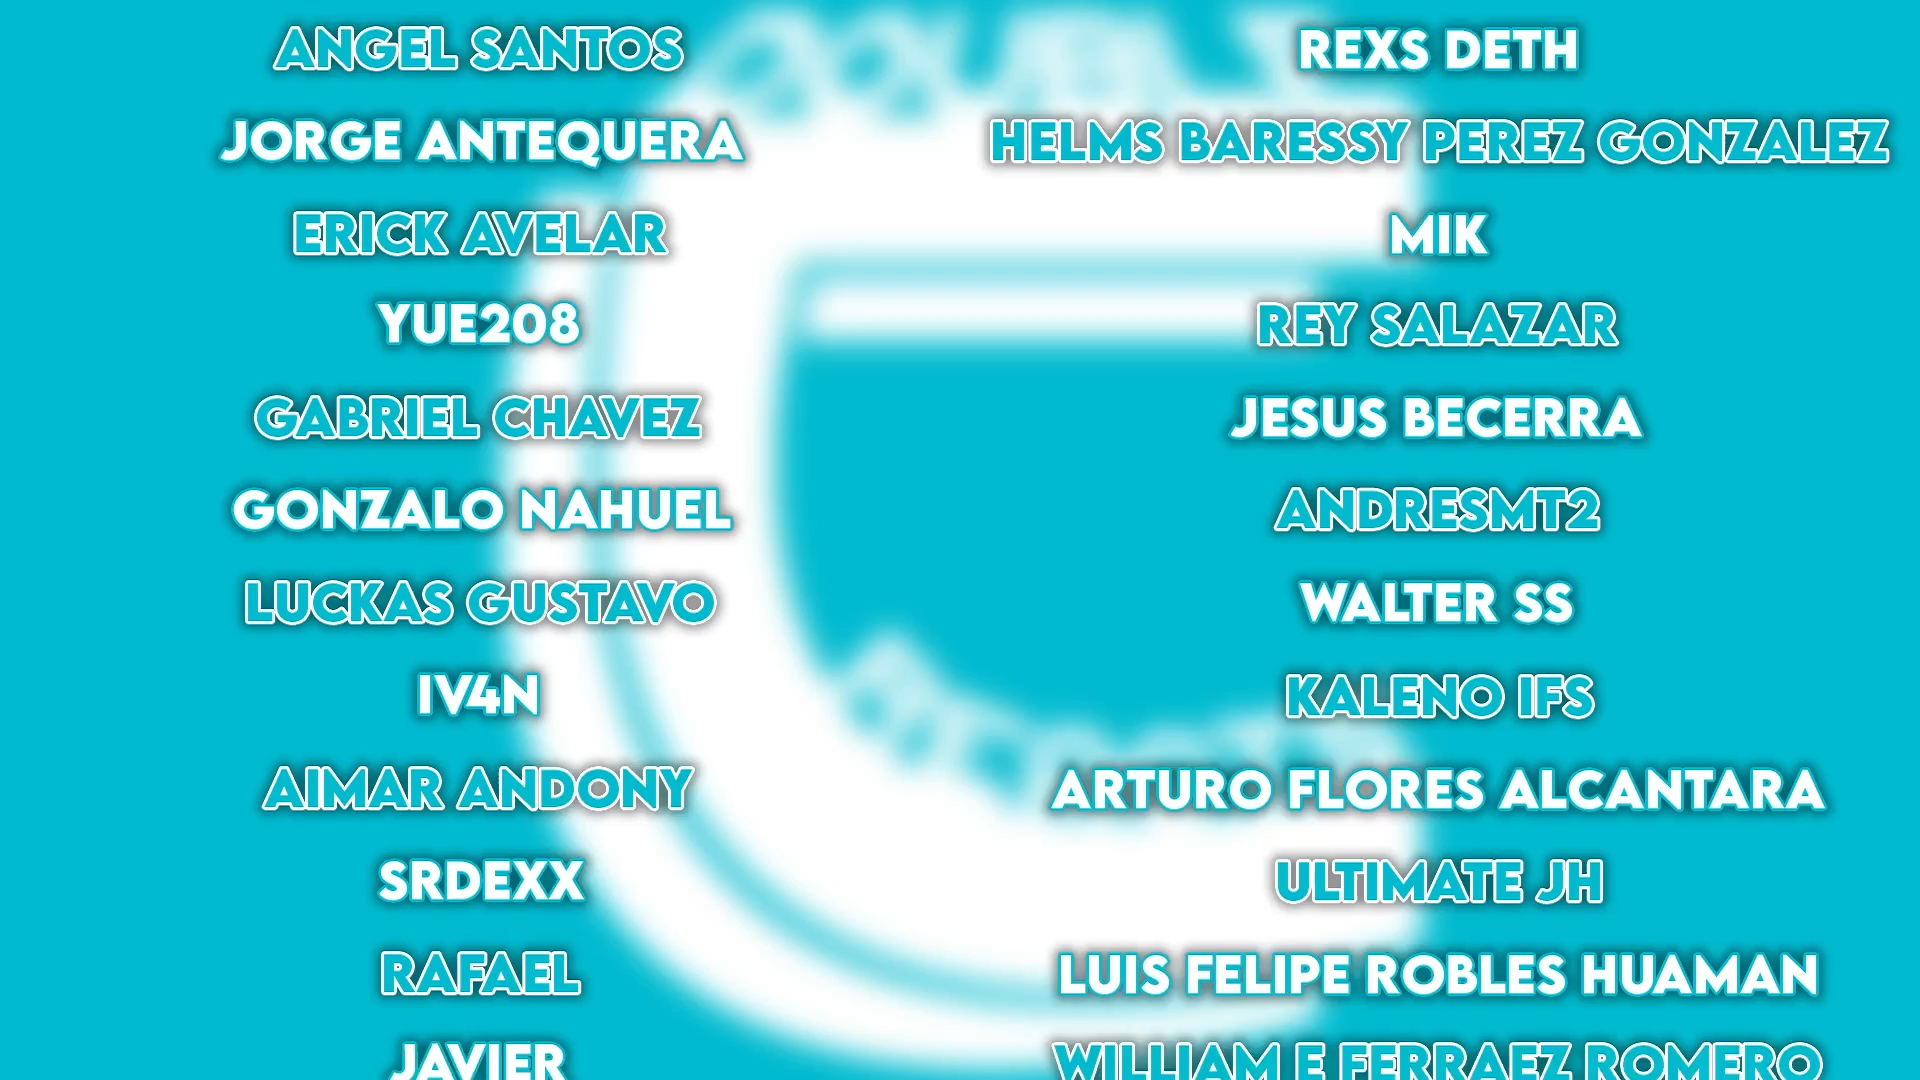 ANGEL SANTOS
JORGE ANTEQUERA
ERICK AVELAR
YUE208
GABRIEL CHAVEZ
GONZALO NAHUEL
LUCKAS GUSTAVO
IV4N
AIMAR ANDONY
SRDEXX
RAFAEL
JAVIER
REXS DETH
HELMS BARESSY PEREZ GONZALEZ
MIK
REY SALAZAR
JESUS BECERRA
ANDRESMT2
WALTER SS
KALENO IFS
ARTURO FLORES ALCANTARA
ULTIMATE JH
LUIS FELIPE ROBLES HUAMAN
WILLIAM E FERRAEZ ROMERO